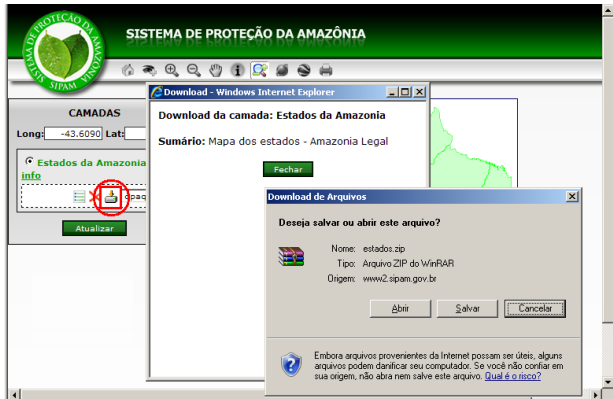 SISTEMA DE PROTEÇÃO DA AMAZÔNIA
SISTEMA DE PROTEÇÃO DA AMAZÔNIA
SIPAM
CAMADAS
Long: -43.6090 Lat:
Estados da Amazonia
info
opaq
Atualizar
Download - Windows Internet Explorer
Download da camada: Estados da Amazonia
Sumário: Mapa dos estados - Amazonia Legal
Fechar
Download de Arquivos
Deseja salvar ou abrir este arquivo?
Nome: estados.zip
Tipo: Arquivo ZIP do WinRAR
Origem: www2.sipam.gov.br
Abrir Salvar Cancelar
Embora arquivos provenientes da Internet possam ser úteis, alguns
arquivos podem danificar seu computador. Se você não confiar em
sua origem, não abra nem salve este arquivo. Qual é o risco?